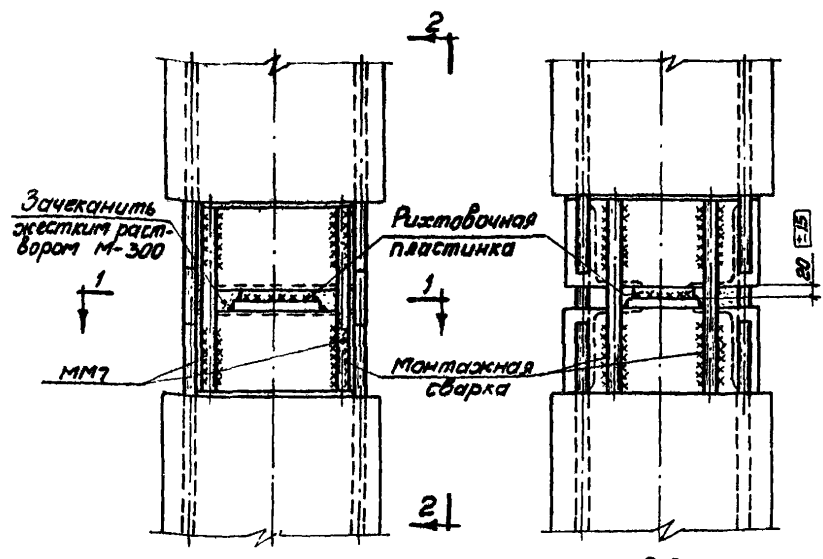 2
Зачеканить
жестким раст-
вором М-300
Рихтовочная
пластинка
20 ±15
1
1
ММ7
Монтажная
сварка
2